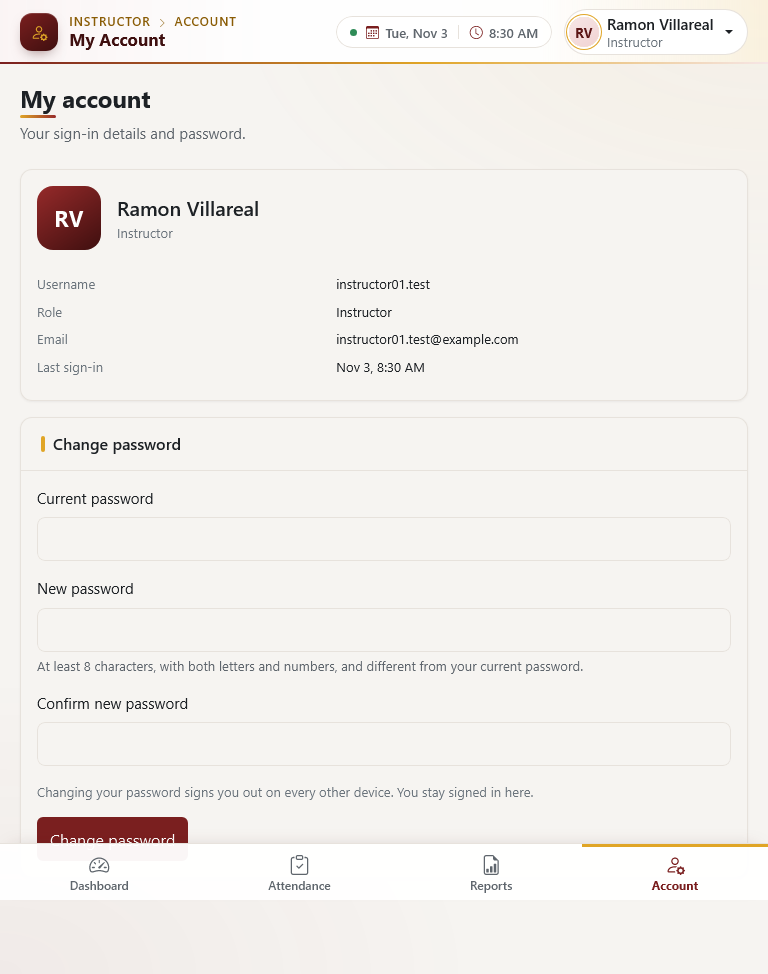 INSTRUCTOR > ACCOUNT
My Account
Tue, Nov 3
8:30 AM
RV
Ramon Villareal
Instructor
My account
Your sign-in details and password.
RV
Ramon Villareal
Instructor
Username instructor01.test
Role Instructor
Email instructor01.test@example.com
Last sign-in Nov 3, 8:30 AM
Change password
Current password
New password
At least 8 characters, with both letters and numbers, and different from your current password.
Confirm new password
Changing your password signs you out on every other device. You stay signed in here.
Change password
Dashboard Attendance Reports Account